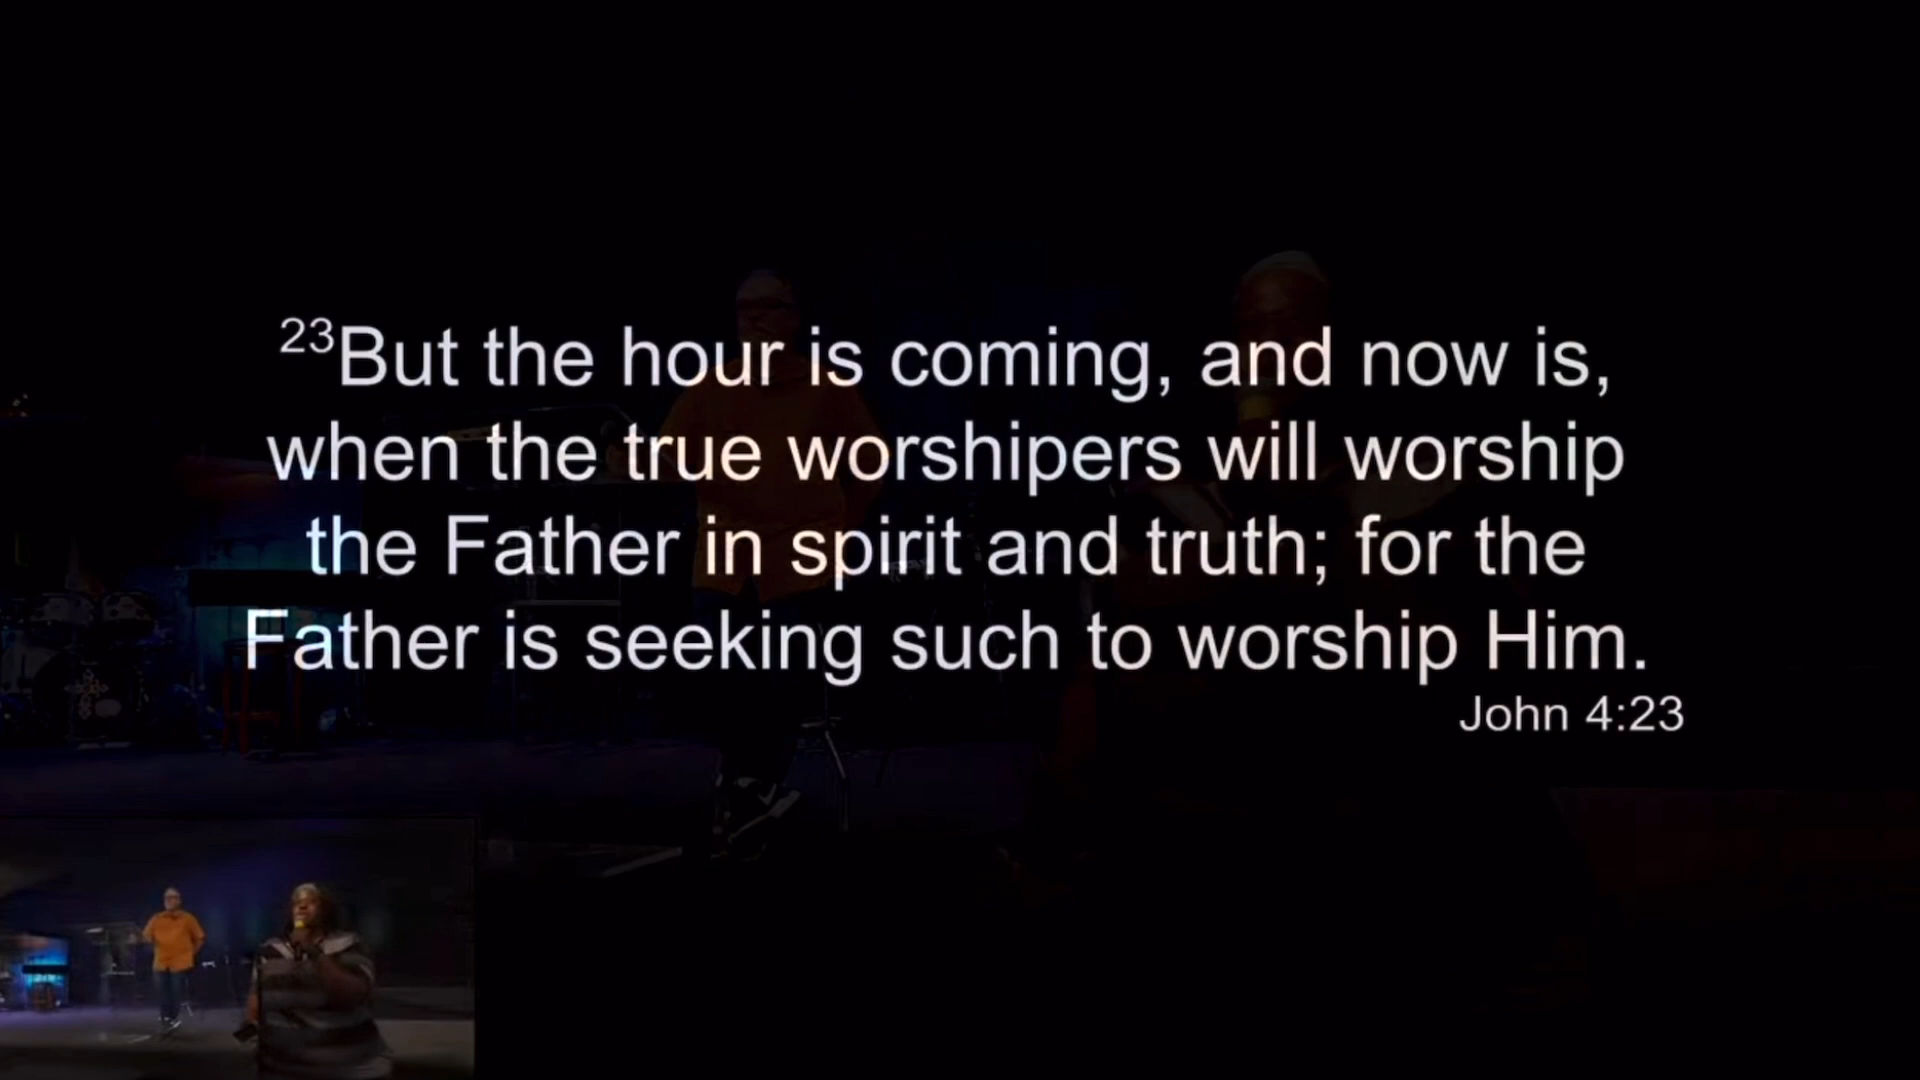 23But the hour is coming, and now is,
when the true worshipers will worship
the Father in spirit and truth; for the
Father is seeking such to worship Him.
John 4:23